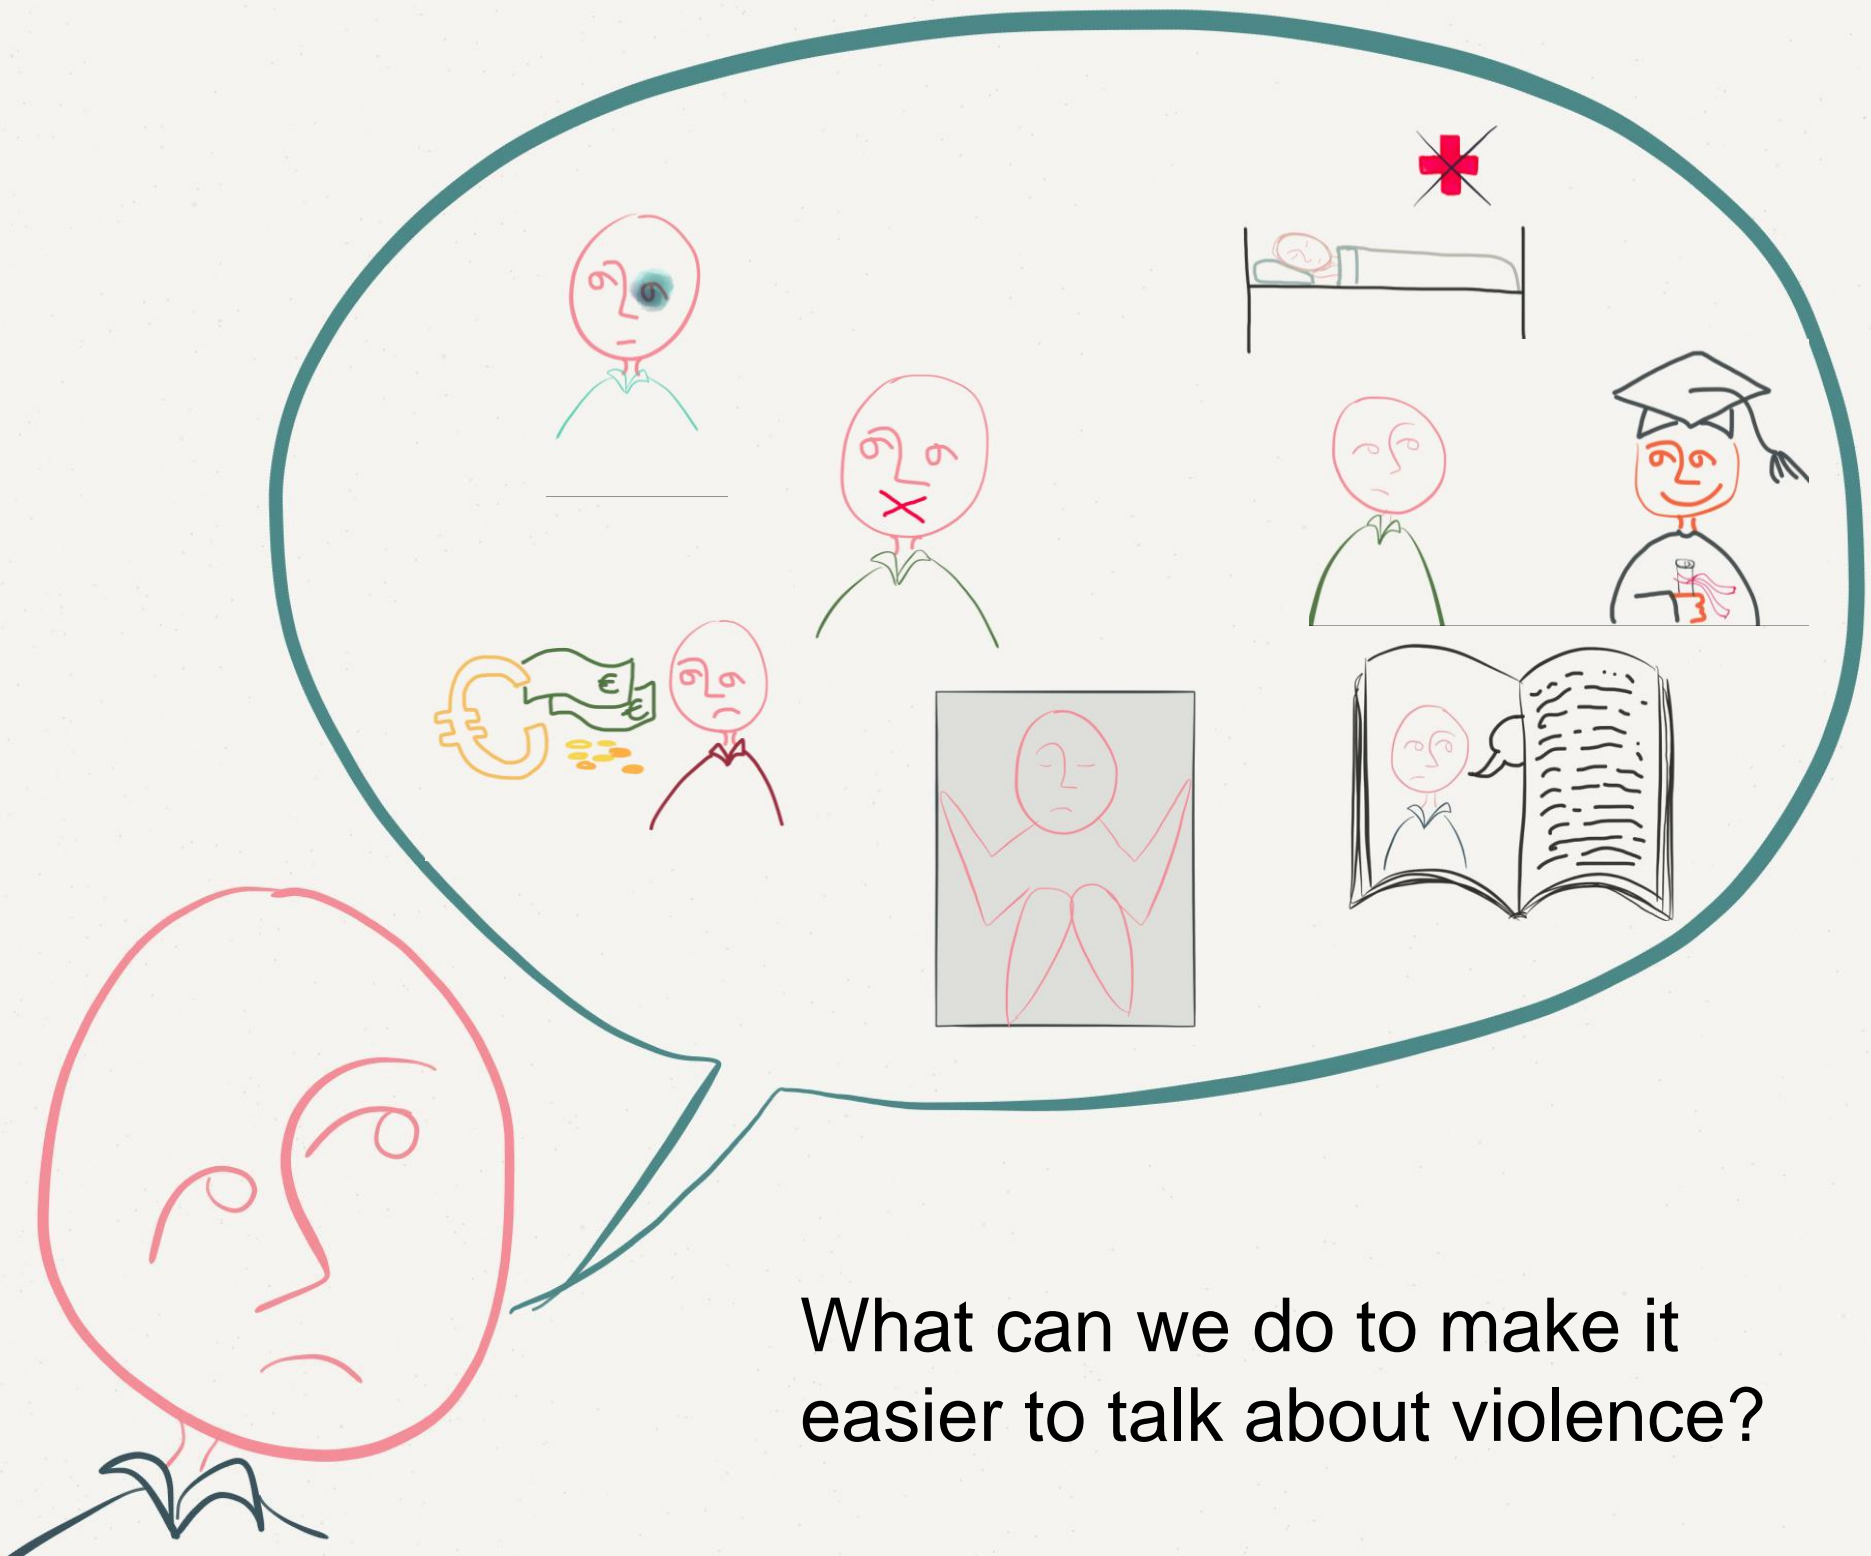 €
€
What can we do to make it
easier to talk about violence?